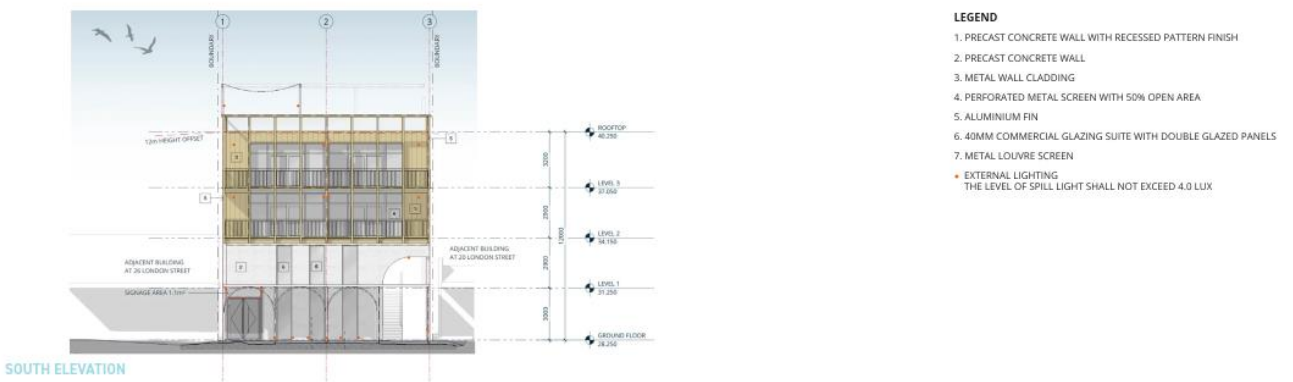 1
2
3
BOUNDARY
BOUNDARY
12m HEIGHT OFFSET
ROOFTOP
40.250
3200
LEVEL 3
37.050
2900
12000
LEVEL 2
34.150
ADJACENT BUILDING
AT 26 LONDON STREET
ADJACENT BUILDING
AT 20 LONDON STREET
2900
SIGNAGE AREA
LEVEL 1
31.250
3000
GROUND FLOOR
28.250
SOUTH ELEVATION
LEGEND
1. PRECAST CONCRETE WALL WITH RECESSED PATTERN FINISH
2. PRECAST CONCRETE WALL
3. METAL WALL CLADDING
4. PERFORATED METAL SCREEN WITH 50% OPEN AREA
5. ALUMINIUM FIN
6. 40MM COMMERCIAL GLAZING SUITE WITH DOUBLE GLAZED PANELS
7. METAL LOUVRE SCREEN
EXTERNAL LIGHTING
THE LEVEL OF SPILL LIGHT SHALL NOT EXCEED 4.0 LUX